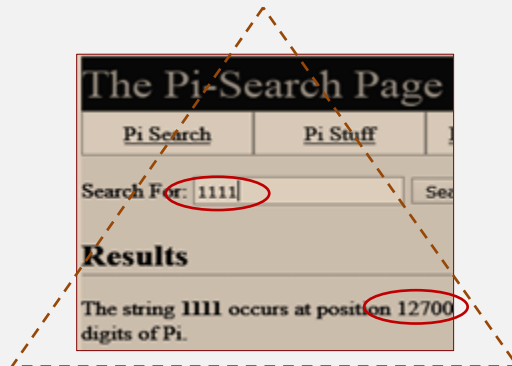 The Pi-Search Page
Pi Search Pi Stuff
Search For: 1111
Results
The string 1111 occurs at position 12700
digits of Pi.